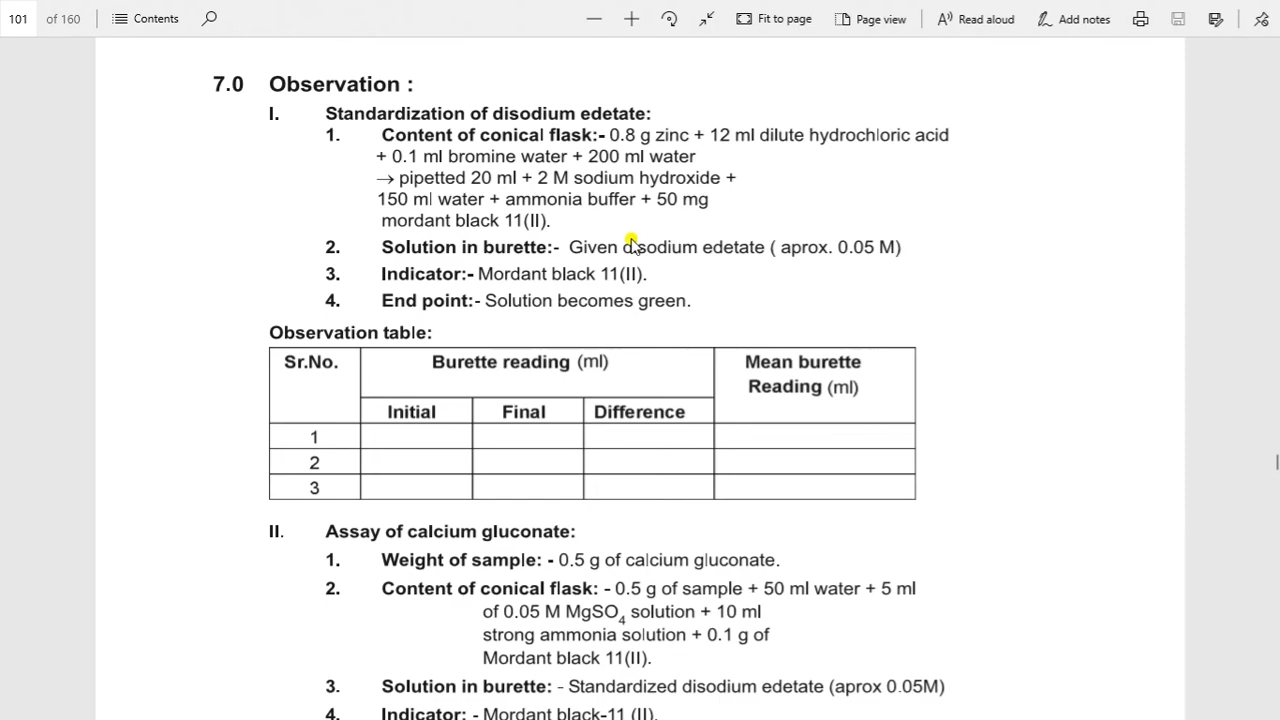 101 of 160 Contents Fit to page Page view Read aloud Add notes
7.0 Observation :
I. Standardization of disodium edetate:
1. Content of conical flask:- 0.8 g zinc + 12 ml dilute hydrochloric acid
+ 0.1 ml bromine water + 200 ml water
→ pipetted 20 ml + 2 M sodium hydroxide +
150 ml water + ammonia buffer + 50 mg
mordant black 11(II).
2. Solution in burette:- Given disodium edetate ( aprox. 0.05 M)
3. Indicator:- Mordant black 11(II).
4. End point:- Solution becomes green.
Observation table:
Sr.No. Burette reading (ml) Mean burette
Reading (ml)
Initial Final Difference
1
2
3
II. Assay of calcium gluconate:
1. Weight of sample: - 0.5 g of calcium gluconate.
2. Content of conical flask: - 0.5 g of sample + 50 ml water + 5 ml
of 0.05 M MgSO4 solution + 10 ml
strong ammonia solution + 0.1 g of
Mordant black 11(II).
3. Solution in burette: - Standardized disodium edetate (aprox 0.05M)
4. Indicator: - Mordant black-11 (II).